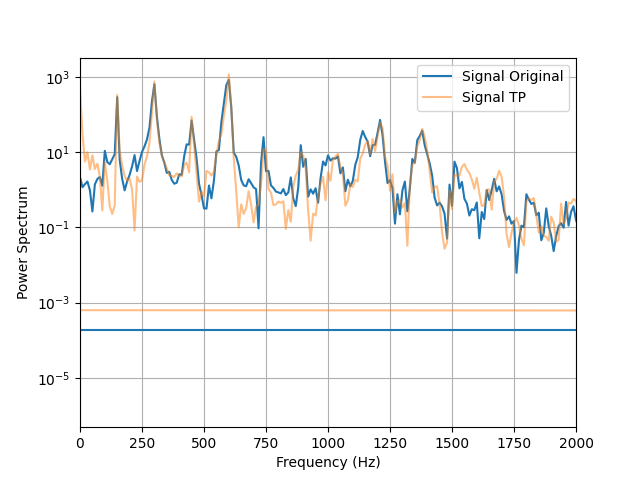 Signal Original
Signal TP
Power Spectrum
10³
10¹
10⁻¹
10⁻³
10⁻⁵
0 250 500 750 1000 1250 1500 1750 2000
Frequency (Hz)